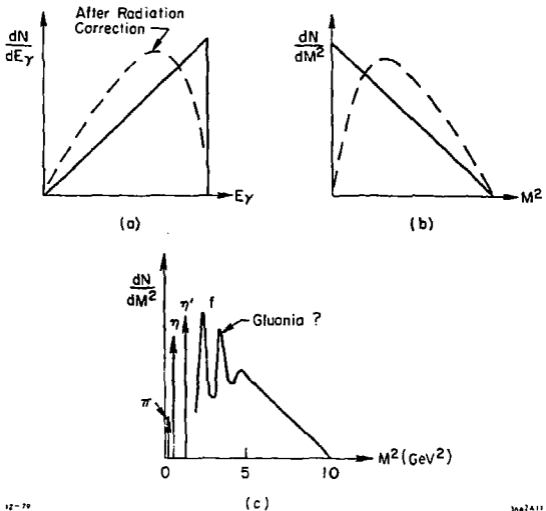 After Radiation
Correction
dN
dEγ
Eγ
(a)
dN
dM²
M²
(b)
dN
dM²
π
η
η'
f
Gluonia ?
0
5
10
M² (GeV²)
(c)
12-79